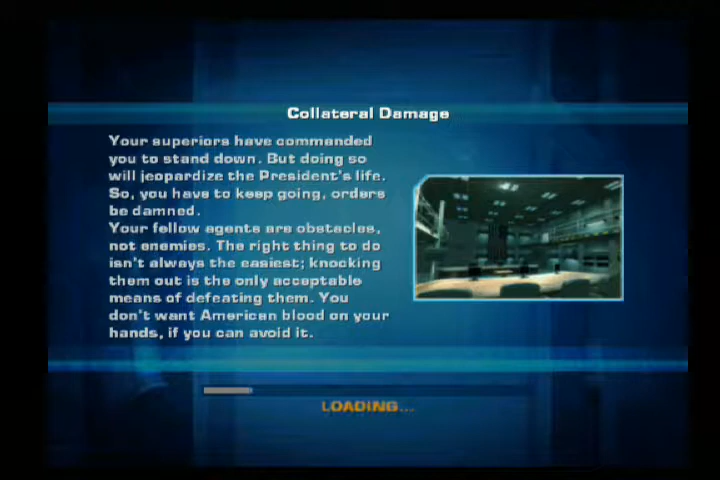 Collateral Damage
Your superiors have commanded
you to stand down. But doing so
will jeopardize the President's life.
So, you have to keep going, orders
be damned.
Your fellow agents are obstacles,
not enemies. The right thing to do
isn't always the easiest; knocking
them out is the only acceptable
means of defeating them. You
don't want American blood on your
hands, if you can avoid it.
LOADING...